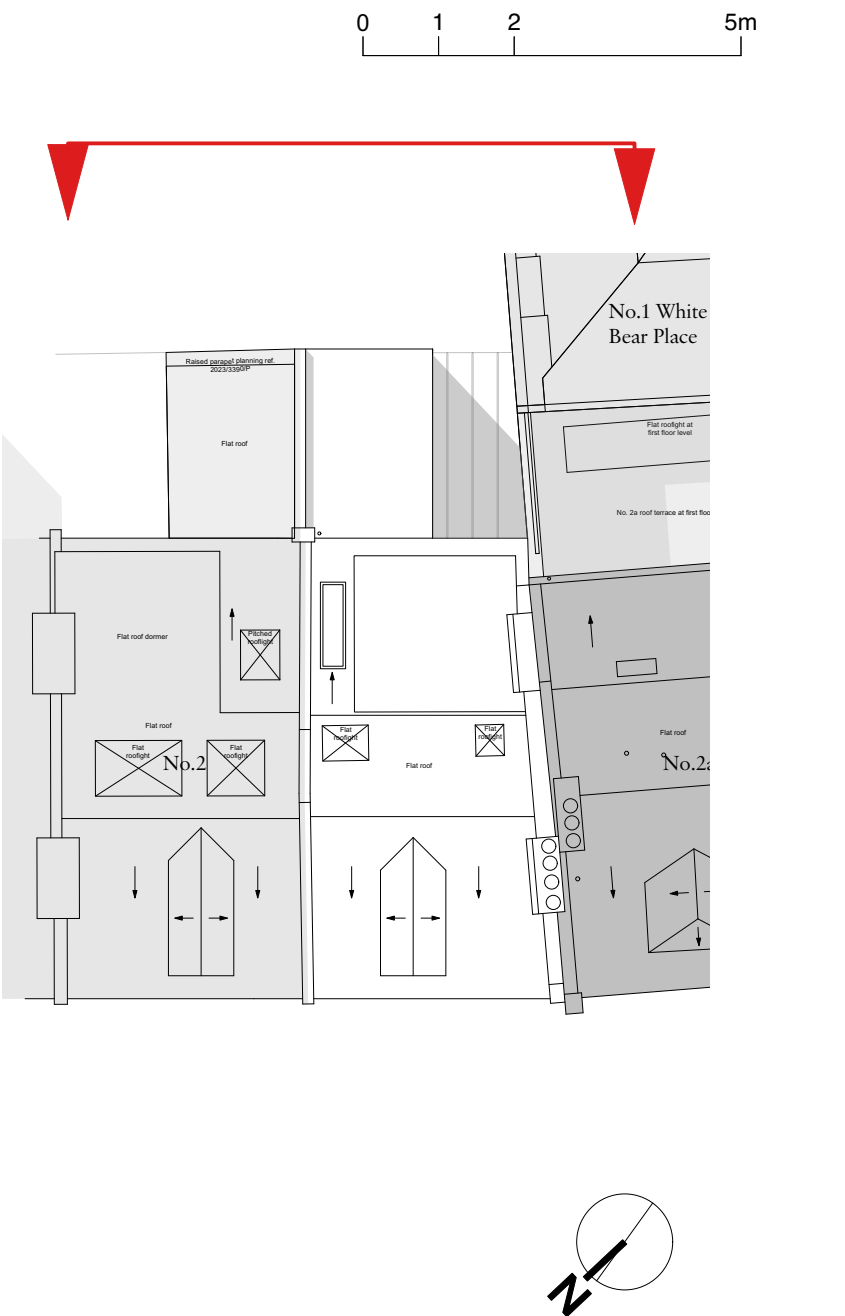 0 1 2 5m
No.1 White
Bear Place
Raised parapet planning ref.
2023/3390/P
Flat rooflight at
first floor level
Flat roof
No. 2a roof terrace at first floo
Flat roof dormer
Pitched
rooflight
Flat roof
Flat
rooflight
No.2
Flat
rooflight
Flat
rooflight
Flat
rooflight
Flat roof
Flat roof
No.2a
N